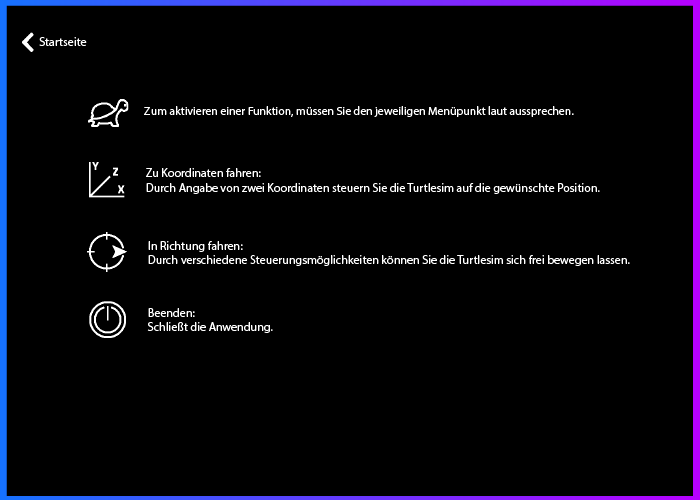 Startseite
Zum aktivieren einer Funktion, müssen Sie den jeweiligen Menüpunkt laut aussprechen.
Y
Z
X
Zu Koordinaten fahren:
Durch Angabe von zwei Koordinaten steuern Sie die Turtlesim auf die gewünschte Position.
In Richtung fahren:
Durch verschiedene Steuerungsmöglichkeiten können Sie die Turtlesim sich frei bewegen lassen.
Beenden:
Schließt die Anwendung.